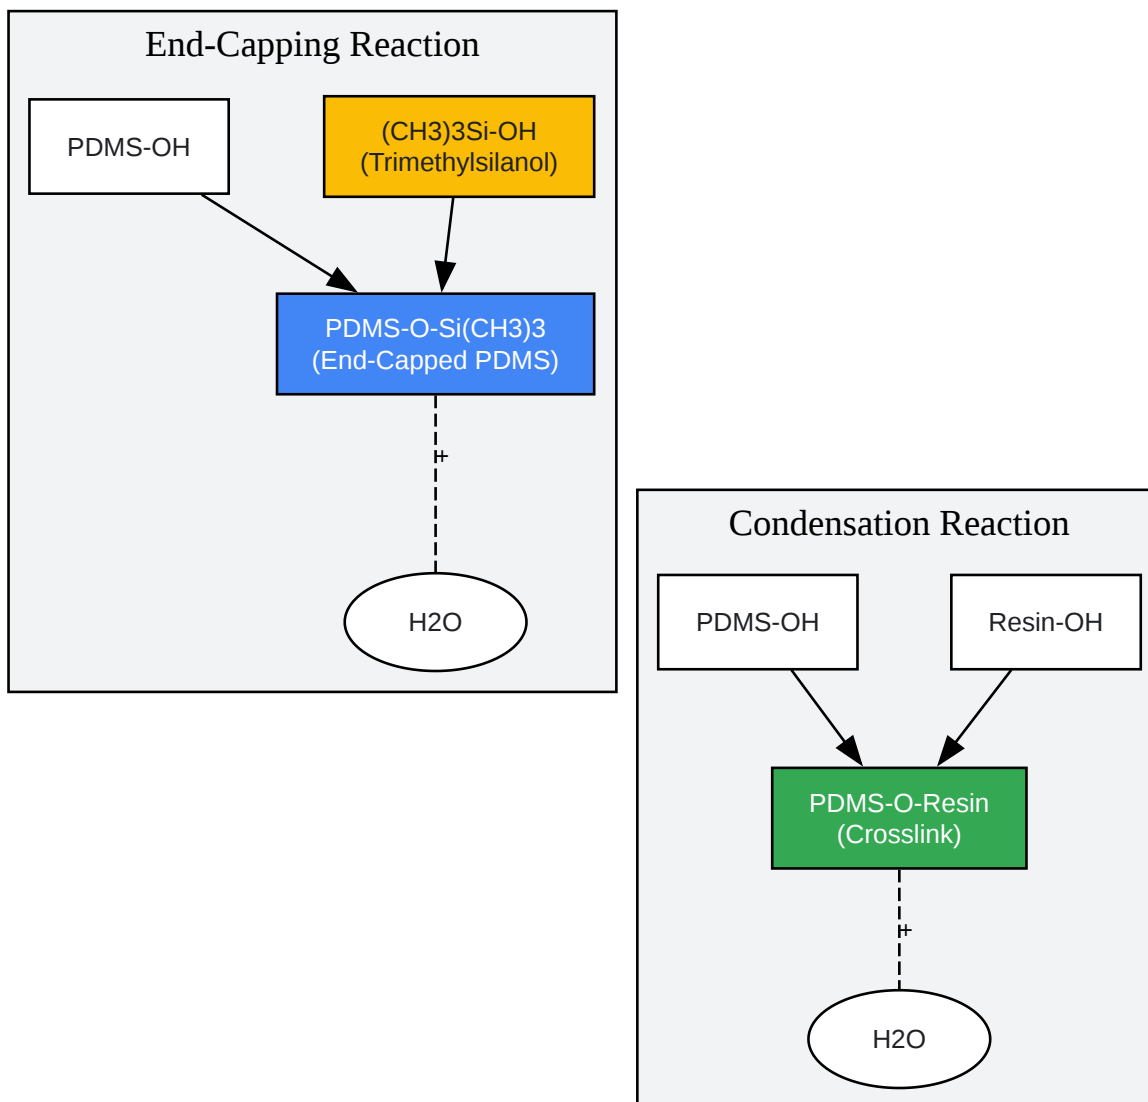 End-Capping Reaction
PDMS-OH
(CH3)3Si-OH
(Trimethylsilanol)
PDMS-O-Si(CH3)3
(End-Capped PDMS)
+
H2O
Condensation Reaction
PDMS-OH
Resin-OH
PDMS-O-Resin
(Crosslink)
+
H2O